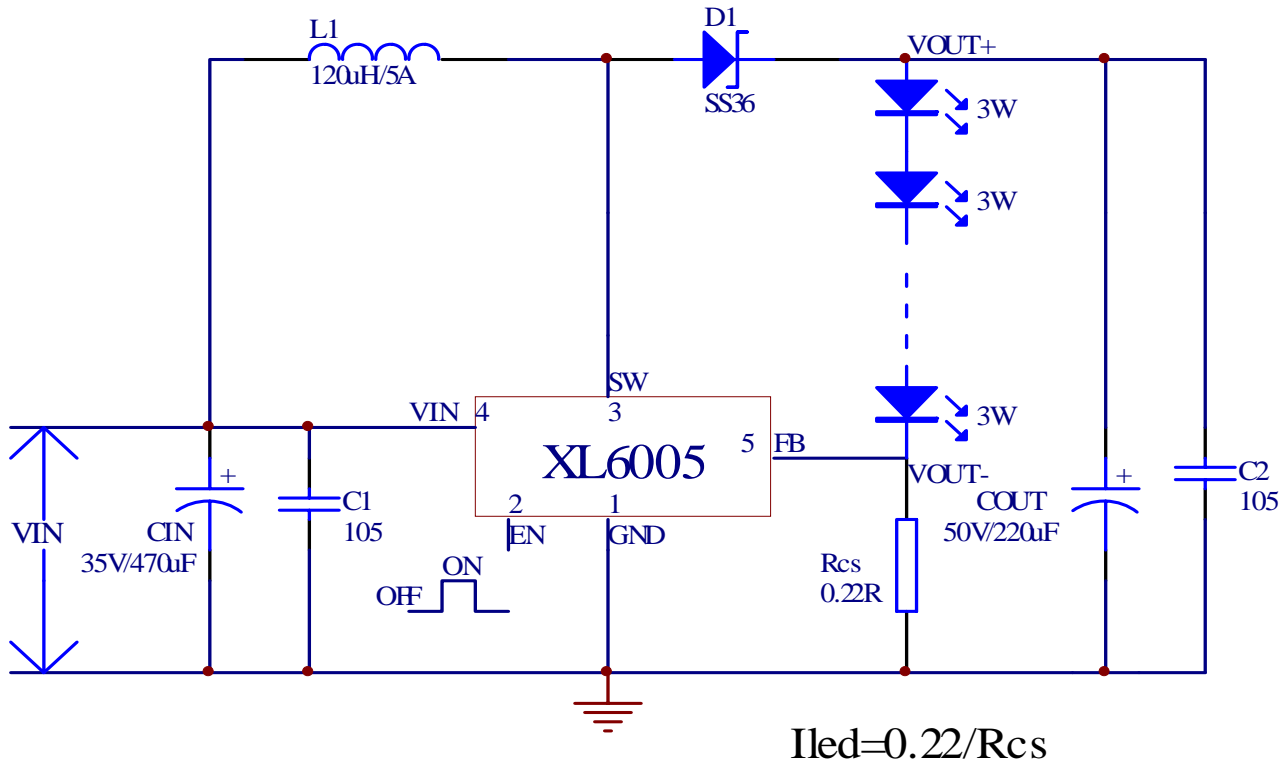 L1
120uH/5A
D1
SS36
VOUT+
3W
3W
3W
SW
3
VIN
4
XL6005
5
FB
2
1
EN
GND
VOUT-
VIN
+
CIN
35V/470uF
C1
105
ON
OFF
Rcs
0.22R
+
COUT
50V/220uF
C2
105
Iled=0.22/Rcs